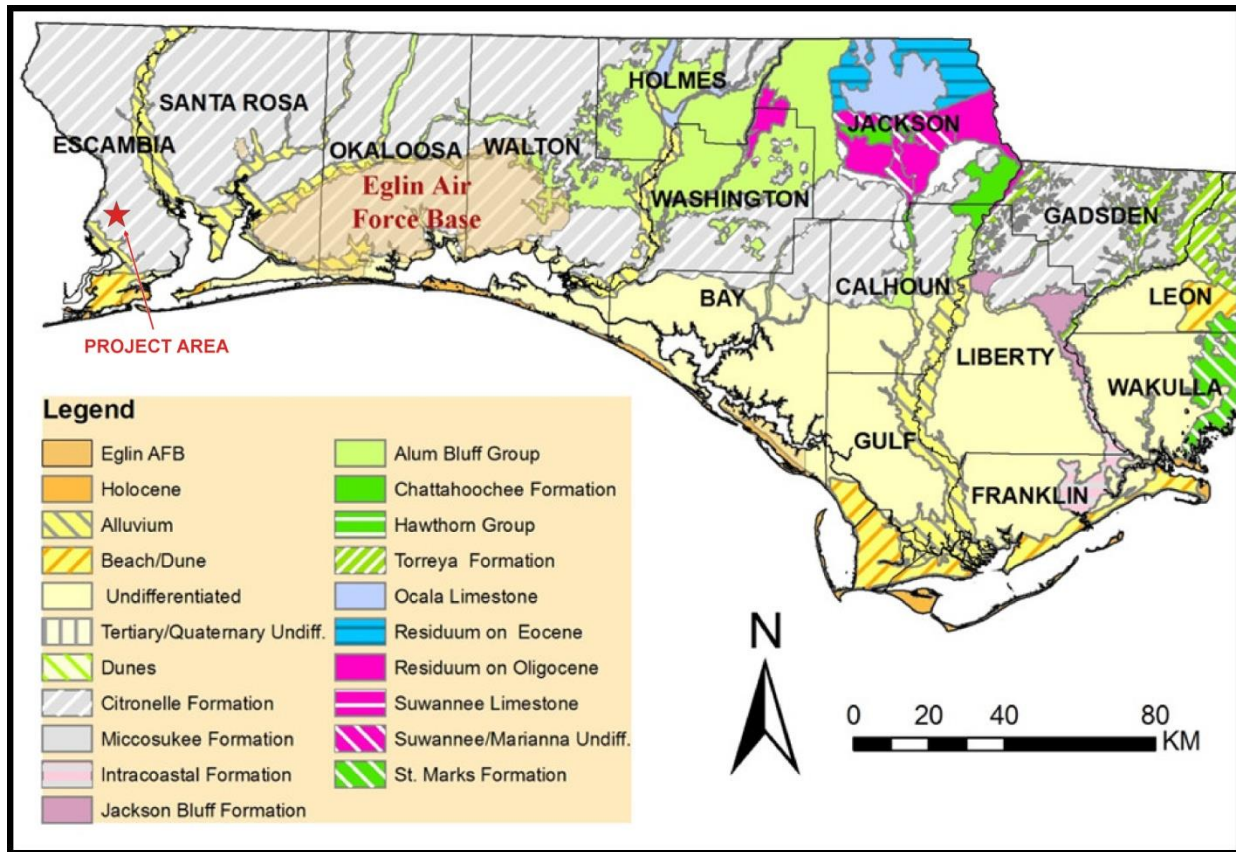 HOLMES
SANTA ROSA
JACKSON
ESCAMBIA
OKALOOSA
WALTON
Eglin Air
Force Base
WASHINGTON
GADSDEN
BAY
CALHOUN
LEON
PROJECT AREA
LIBERTY
WAKULLA
GULF
FRANKLIN
Legend
Eglin AFB
Holocene
Alluvium
Beach/Dune
Undifferentiated
Tertiary/Quaternary Undiff.
Dunes
Citronelle Formation
Miccosukee Formation
Intracoastal Formation
Jackson Bluff Formation
Alum Bluff Group
Chattahoochee Formation
Hawthorn Group
Torreya Formation
Ocala Limestone
Residuum on Eocene
Residuum on Oligocene
Suwannee Limestone
Suwannee/Marianna Undiff.
St. Marks Formation
N
0 20 40 80
KM